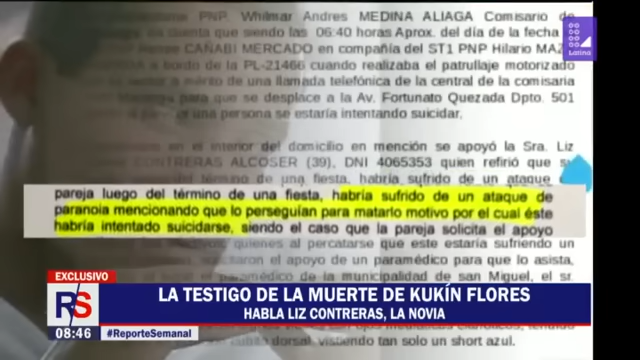 PNP. Whilmar Andres MEDINA ALIAGA Comisario de
cuenta que siendo las 06:40 horas Aprox. del día de la fecha
CAÑABI MERCADO en compañía del ST1 PNP Hilario
a bordo de la PL-21466 cuando realizaba el patrullaje motorizado
a mérito de una llamada telefónica de la central de la comisaria
para que se desplace a la Av. Fortunato Quezada Dpto. 501
persona se estaría intentando suicidar.
en el interior del domicilio en mención se apoyó la Sra. Liz
CONTRERAS ALCOSER (39), DNI 4065353 quien refirió que
del término de una fiesta, habría sufrido de un ataque
pareja luego del término de una fiesta, habría sufrido de un ataque de
paranoia mencionando que lo perseguían para matarlo motivo por el cual éste
habría intentado suicidarse, siendo el caso que la pareja solicita el apoyo
quienes al percatarse que este estaría sufriendo un
el apoyo de un paramédico para que lo asista,
de la municipalidad de san Miguel, el sr.
dorsal, vistiendo tan solo un short azul.
Latina
EXCLUSIVO
RS
08:46
LA TESTIGO DE LA MUERTE DE KUKÍN FLORES
HABLA LIZ CONTRERAS, LA NOVIA
#ReporteSemanal